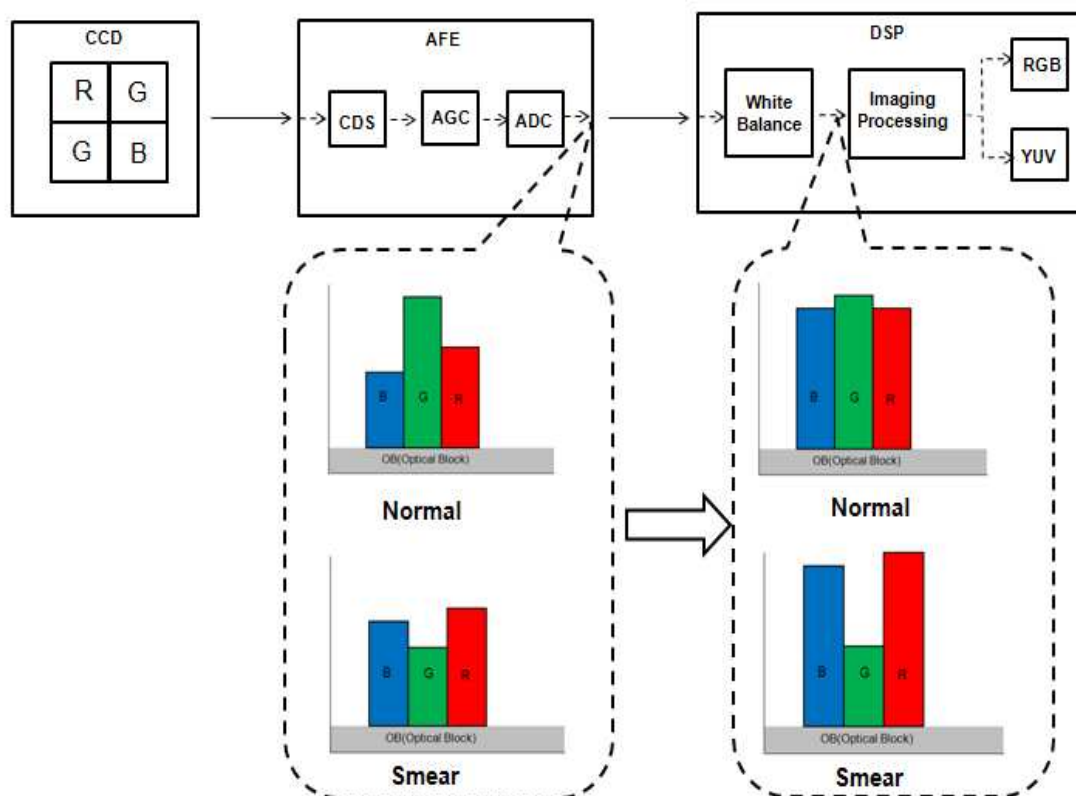 CCD
R G
G B
AFE
CDS
AGC
ADC
DSP
White
Balance
Imaging
Processing
RGB
YUV
B G R
OB(Optical Block)
Normal
B G R
OB(Optical Block)
Smear
B G R
OB(Optical Block)
Normal
B G R
OB(Optical Block)
Smear